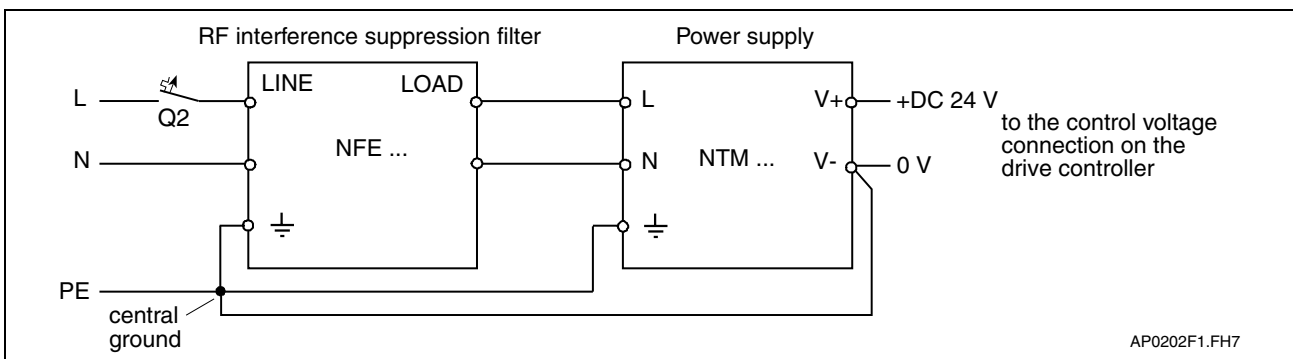 RF interference suppression filter
Power supply
L
Q2
LINE
LOAD
L
V+
+DC 24 V
to the control voltage
connection on the
drive controller
N
NFE ...
N
NTM ...
V-
0 V
PE
central
ground
AP0202F1.FH7